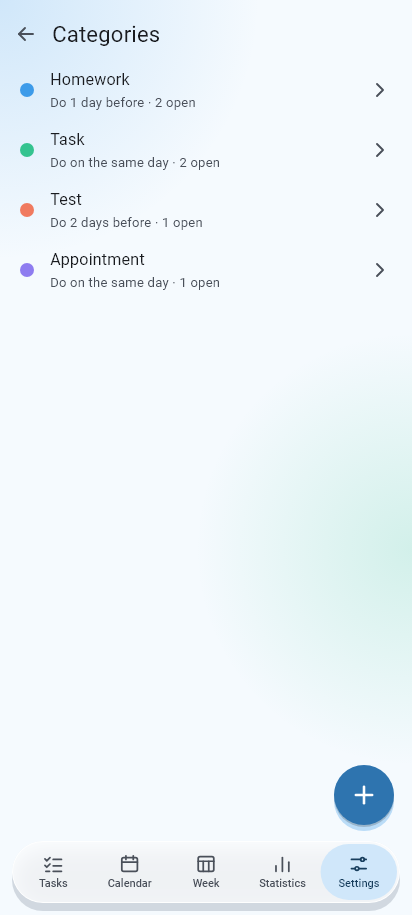 Categories
Homework
Do 1 day before · 2 open
Task
Do on the same day · 2 open
Test
Do 2 days before · 1 open
Appointment
Do on the same day · 1 open
Tasks
Calendar
Week
Statistics
Settings